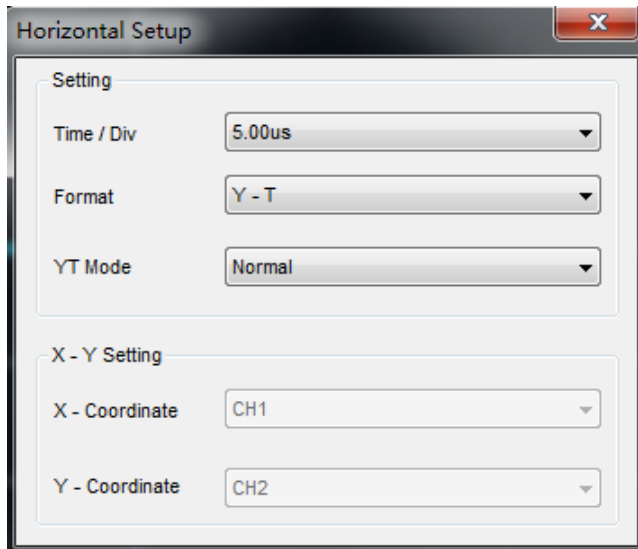 Horizontal Setup
Setting
Time / Div 5.00us
Format Y - T
YT Mode Normal
X - Y Setting
X - Coordinate CH1
Y - Coordinate CH2